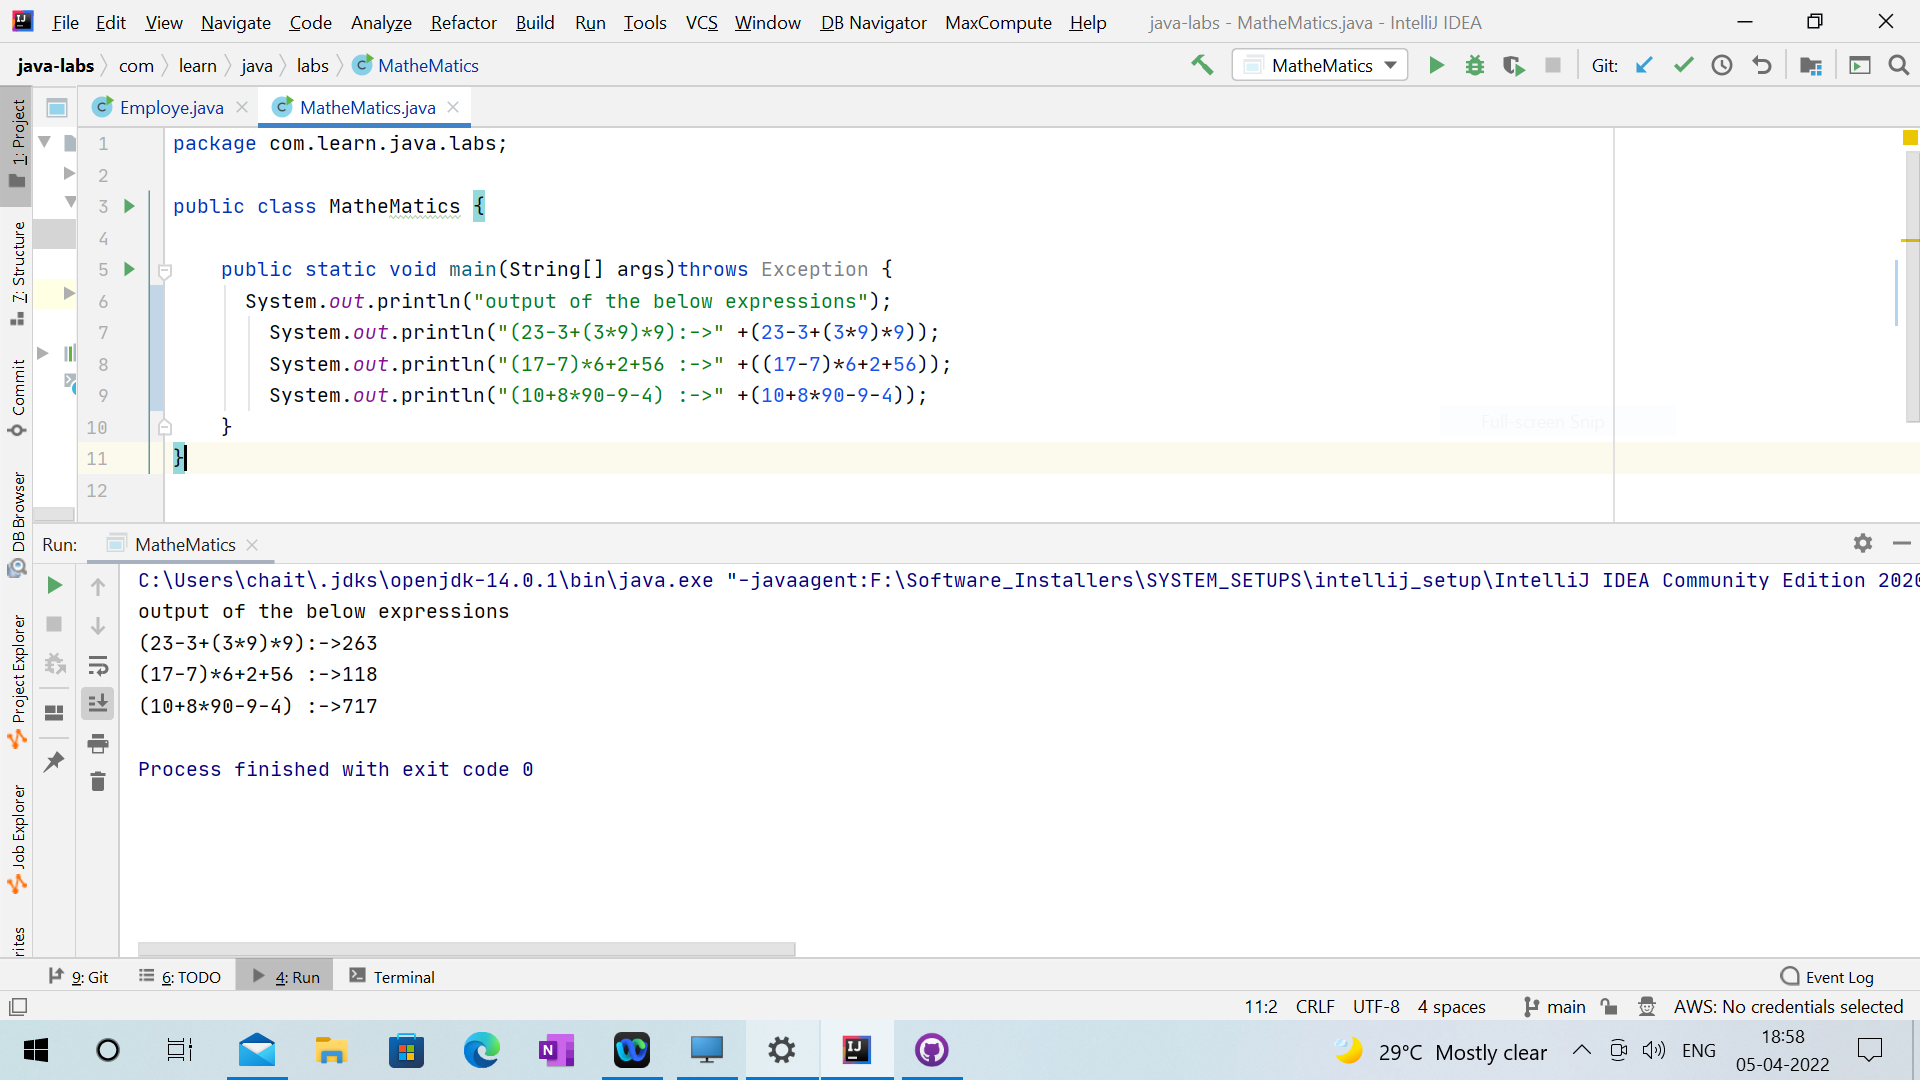 File Edit View Navigate Code Analyze Refactor Build Run Tools VCS Window DB Navigator MaxCompute Help java-labs - MatheMatics.java - IntelliJ IDEA
java-labs com learn java labs MatheMatics MatheMatics Git:
Employe.java MatheMatics.java
1: Project
7: Structure
Commit
DB Browser
Project Explorer
Job Explorer
rites
1 package com.learn.java.labs;
2
3 public class MatheMatics {
4
5 public static void main(String[] args)throws Exception {
6 System.out.println("output of the below expressions");
7 System.out.println("(23-3+(3*9)*9):->" +(23-3+(3*9)*9));
8 System.out.println("(17-7)*6+2+56 :->" +((17-7)*6+2+56));
9 System.out.println("(10+8*90-9-4) :->" +(10+8*90-9-4));
10 }
11 }
12
Full-screen Snip
Run: MatheMatics
C:\Users\chait\.jdks\openjdk-14.0.1\bin\java.exe "-javaagent:F:\Software_Installers\SYSTEM_SETUPS\intellij_setup\IntelliJ IDEA Community Edition 2020
output of the below expressions
(23-3+(3*9)*9):->263
(17-7)*6+2+56 :->118
(10+8*90-9-4) :->717
Process finished with exit code 0
9: Git 6: TODO 4: Run Terminal Event Log
11:2 CRLF UTF-8 4 spaces main AWS: No credentials selected
29°C Mostly clear ENG 18:58
05-04-2022